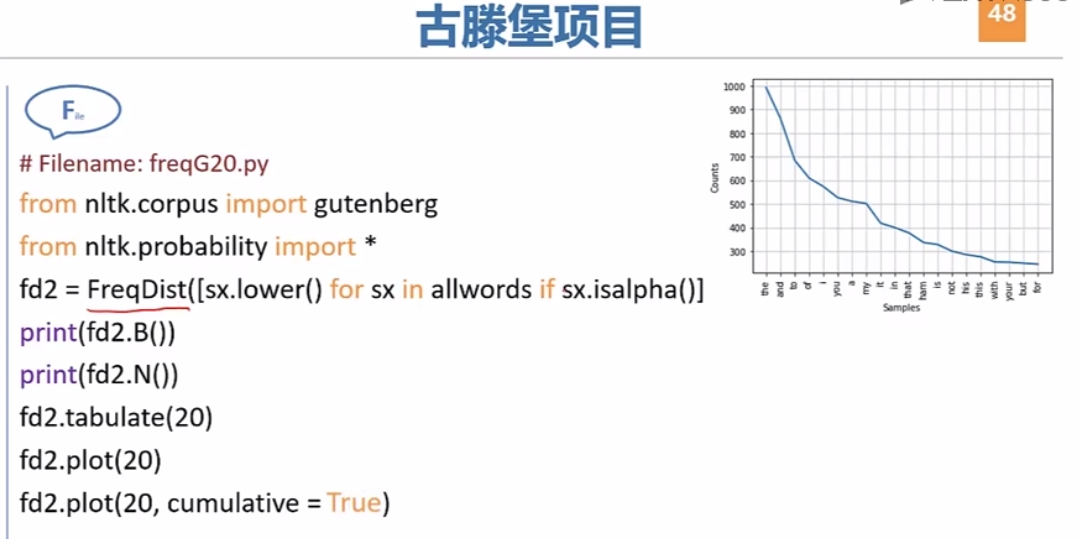 古滕堡项目
48
File
# Filename: freqG20.py
from nltk.corpus import gutenberg
from nltk.probability import *
fd2 = FreqDist([sx.lower() for sx in allwords if sx.isalpha()]
print(fd2.B())
print(fd2.N())
fd2.tabulate(20)
fd2.plot(20)
fd2.plot(20, cumulative = True)
1000
900
800
700
600
500
400
300
Counts
the and to of i you a my it in that ham is not his this with your but for
Samples